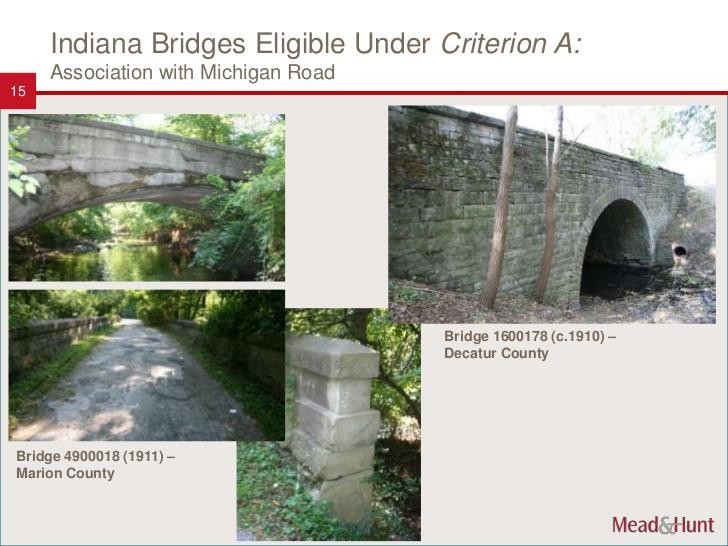 Indiana Bridges Eligible Under Criterion A:
Association with Michigan Road
15
Bridge 1600178 (c.1910) –
Decatur County
Bridge 4900018 (1911) –
Marion County
Mead&Hunt